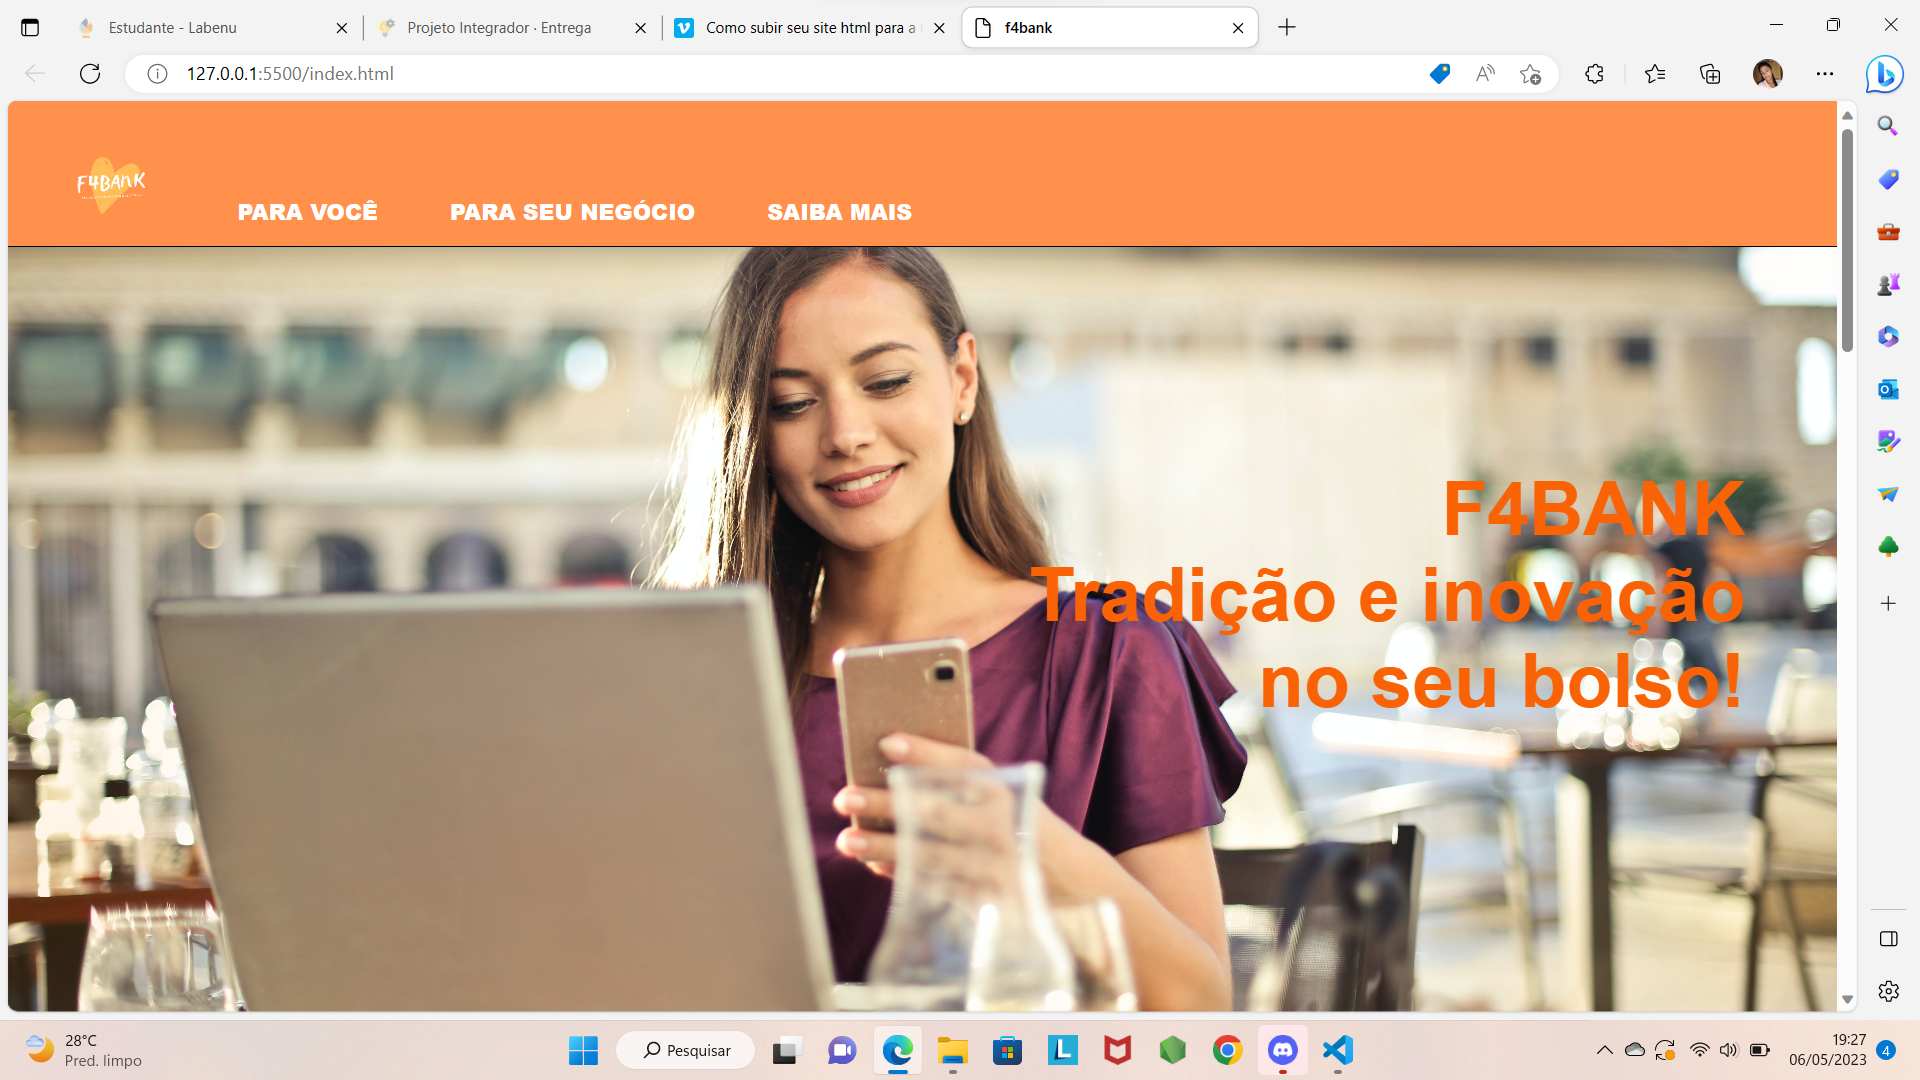 Estudante - Labenu
Projeto Integrador · Entrega
Como subir seu site html para a
f4bank
127.0.0.1:5500/index.html
F4BANK
PARA VOCÊ
PARA SEU NEGÓCIO
SAIBA MAIS
F4BANK
Tradição e inovação
no seu bolso!
28°C
Pred. limpo
Pesquisar
19:27
06/05/2023
4